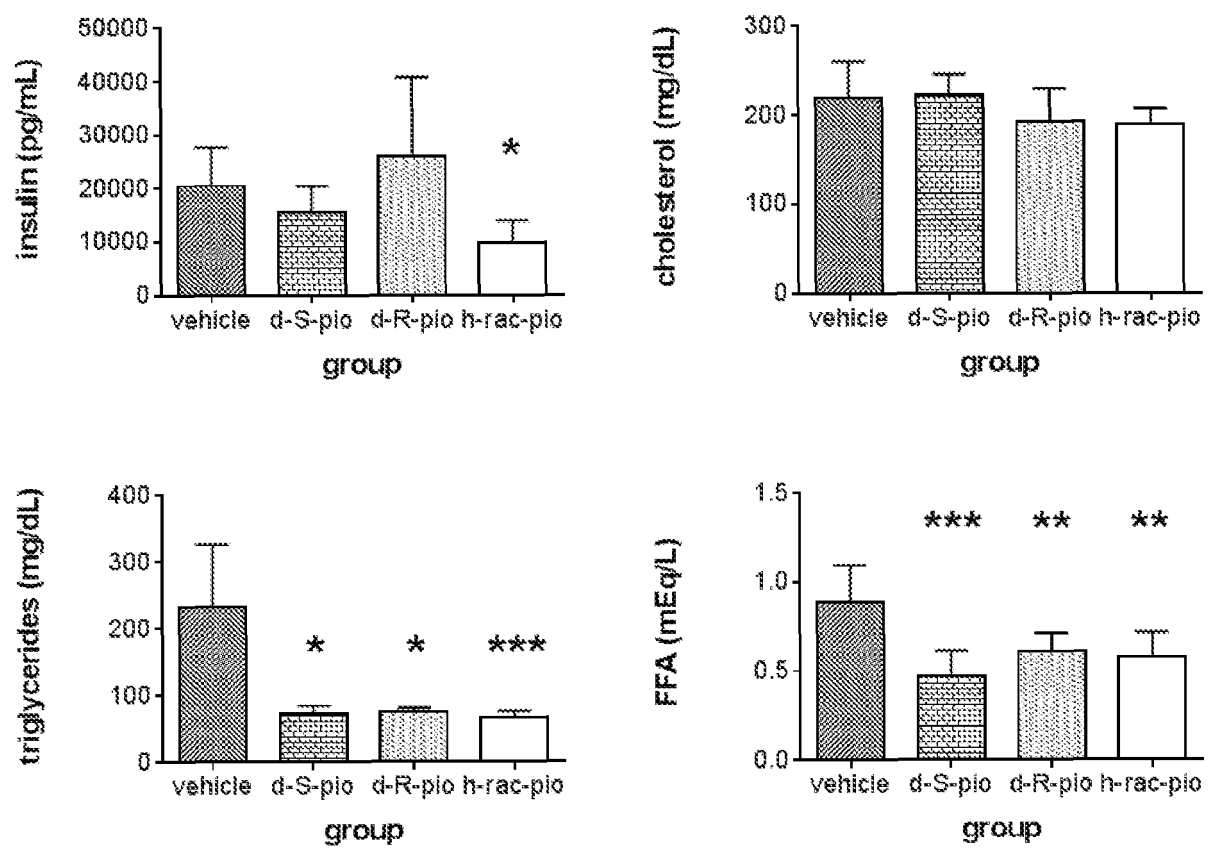 insulin (pg/mL)
50000
40000
30000
20000
10000
0
*
vehicle d-S-pio d-R-pio h-rac-pio
group
cholesterol (mg/dL)
300
200
100
0
vehicle d-S-pio d-R-pio h-rac-pio
group
triglycerides (mg/dL)
400
300
200
100
0
* * ***
vehicle d-S-pio d-R-pio h-rac-pio
group
FFA (mEq/L)
1.5
1.0
0.5
0.0
*** ** **
vehicle d-S-pio d-R-pio h-rac-pio
group